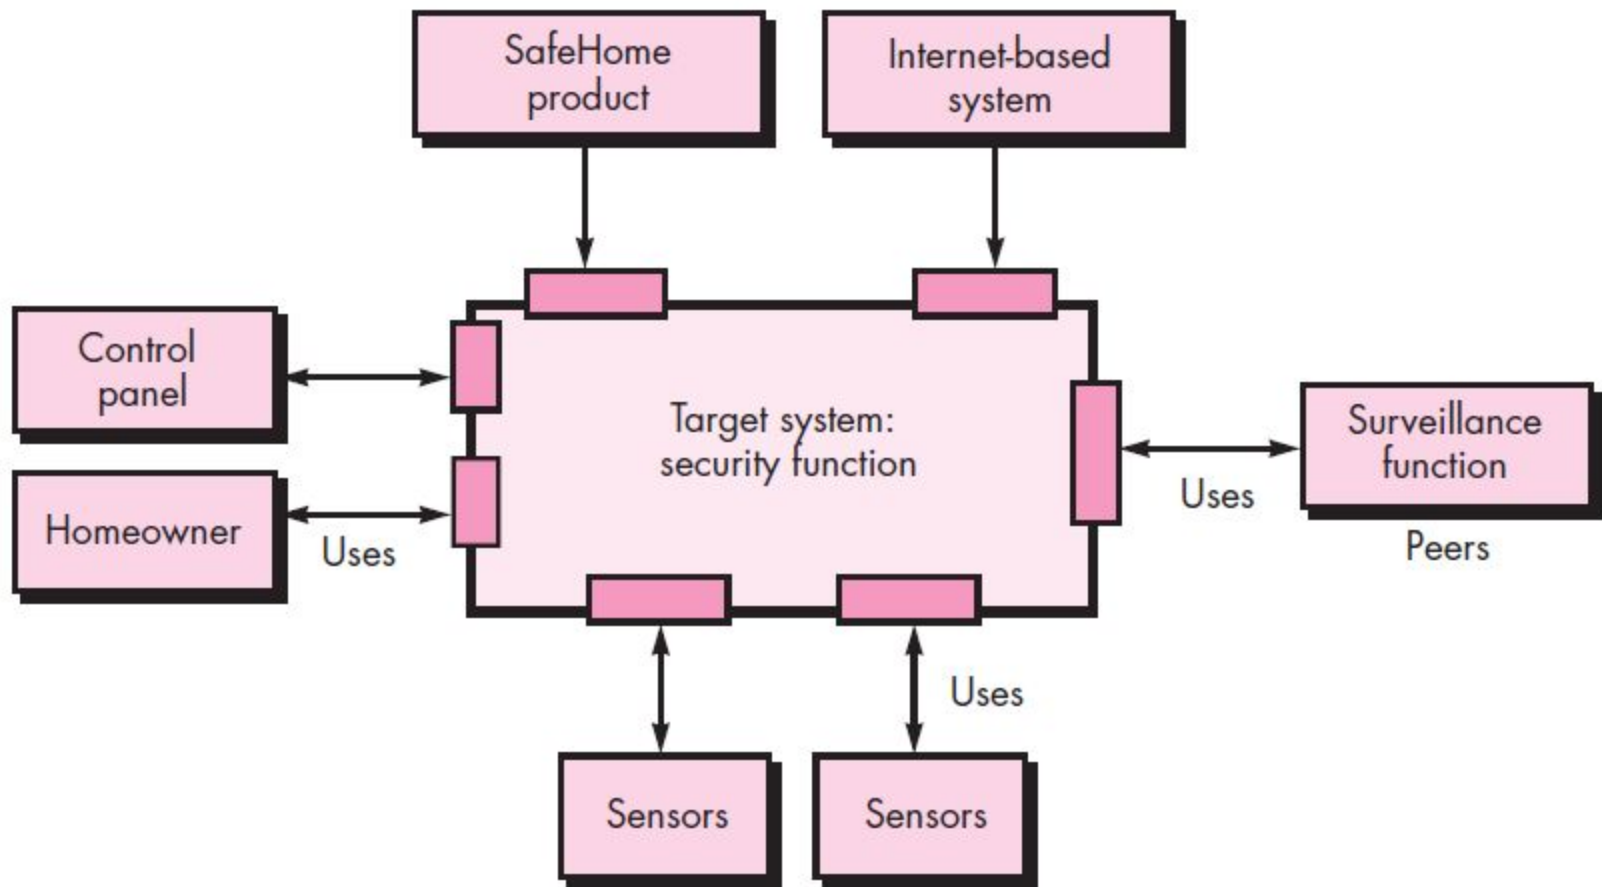 SafeHome
product
Internet-based
system
Control
panel
Homeowner
Uses
Target system:
security function
Surveillance
function
Uses
Peers
Uses
Sensors
Sensors